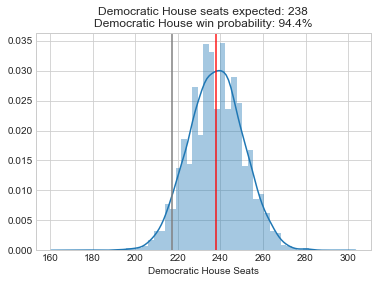 Democratic House seats expected: 238
Democratic House win probability: 94.4%
0.035
0.030
0.025
0.020
0.015
0.010
0.005
0.000
160 180 200 220 240 260 280 300
Democratic House Seats